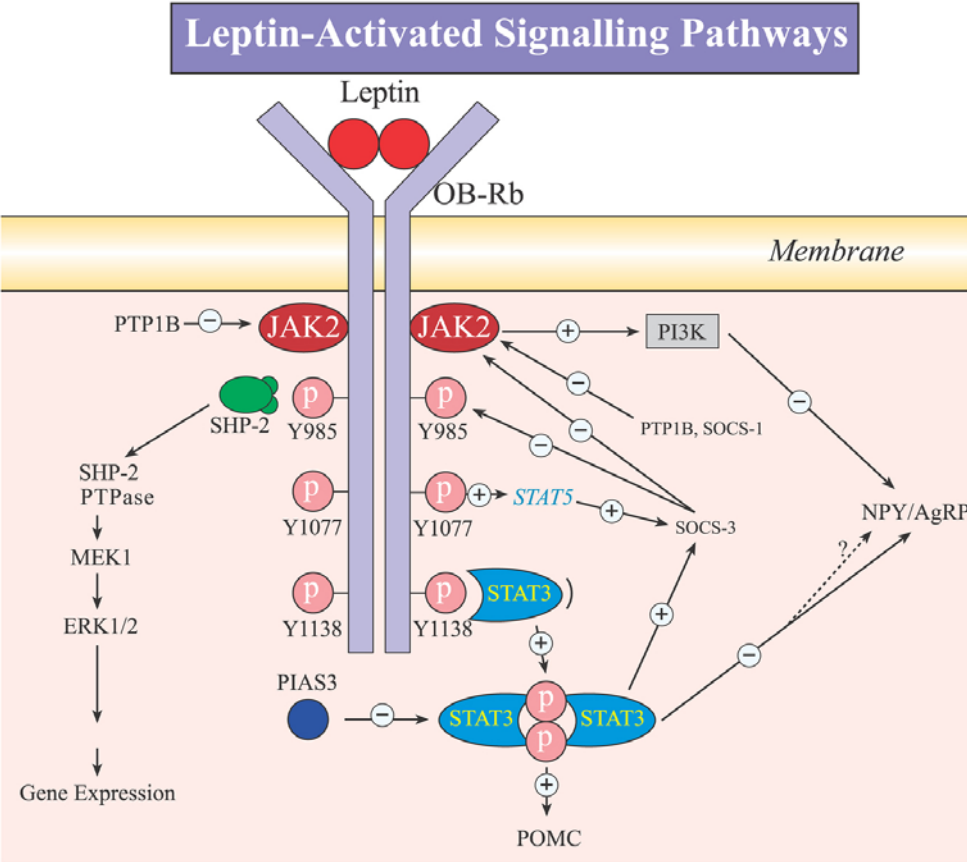 Leptin-Activated Signalling Pathways
Leptin
OB-Rb
Membrane
PTP1B
−
JAK2
JAK2
+
PI3K
−
−
PTP1B, SOCS-1
SHP-2
p
Y985
p
Y985
−
−
SHP-2
PTPase
p
Y1077
p
Y1077
+
STAT5
+
SOCS-3
NPY/AgRP
?
MEK1
ERK1/2
p
Y1138
p
Y1138
STAT3
+
+
−
PIAS3
−
STAT3
p
p
STAT3
+
POMC
Gene Expression